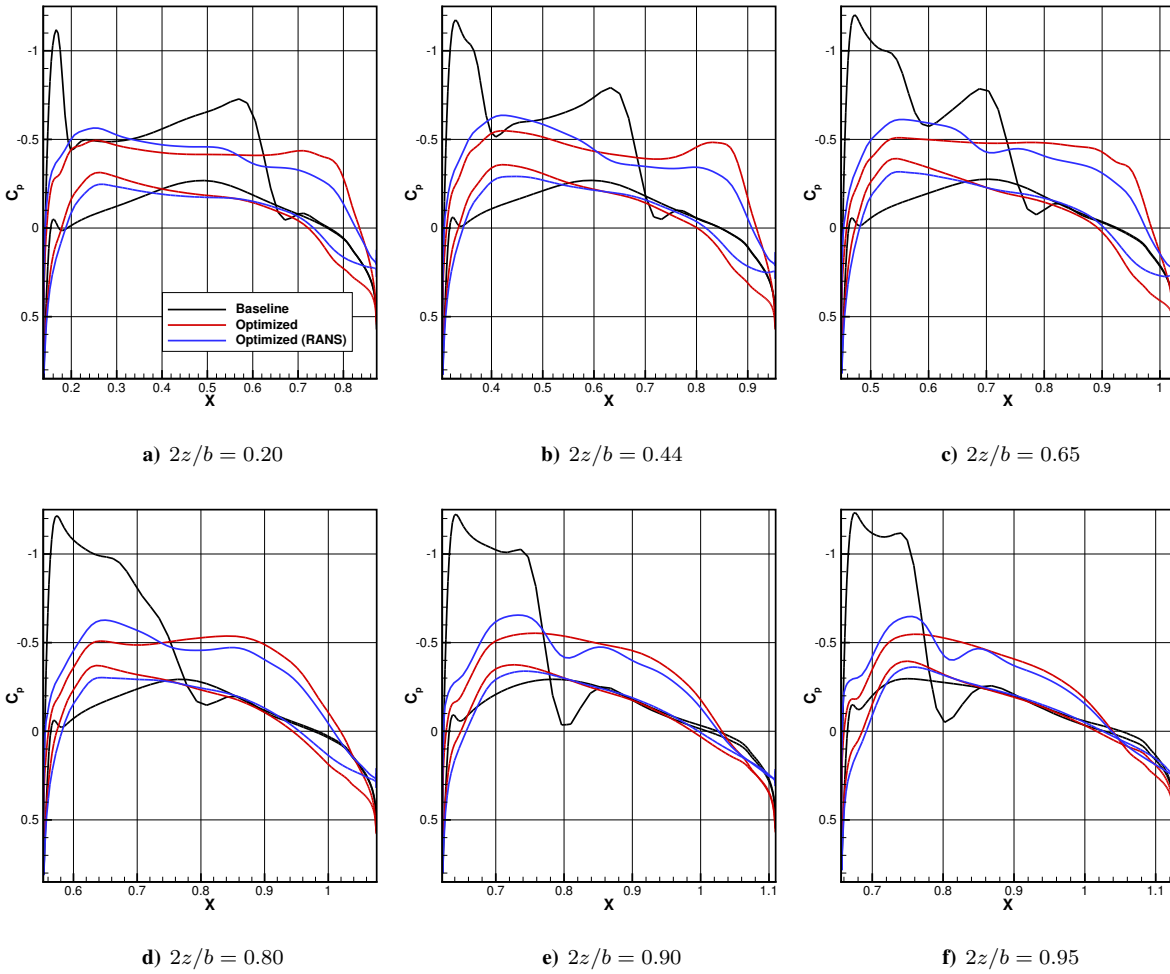 -1
-0.5
0
0.5
Cp
0.2 0.3 0.4 0.5 0.6 0.7 0.8
X
Baseline
Optimized
Optimized (RANS)
a) 2z/b = 0.20
-1
-0.5
0
0.5
Cp
0.4 0.5 0.6 0.7 0.8 0.9
X
b) 2z/b = 0.44
-1
-0.5
0
0.5
Cp
0.5 0.6 0.7 0.8 0.9 1
X
c) 2z/b = 0.65
-1
-0.5
0
0.5
Cp
0.6 0.7 0.8 0.9 1
X
d) 2z/b = 0.80
-1
-0.5
0
0.5
Cp
0.7 0.8 0.9 1 1.1
X
e) 2z/b = 0.90
-1
-0.5
0
0.5
Cp
0.7 0.8 0.9 1 1.1
X
f) 2z/b = 0.95